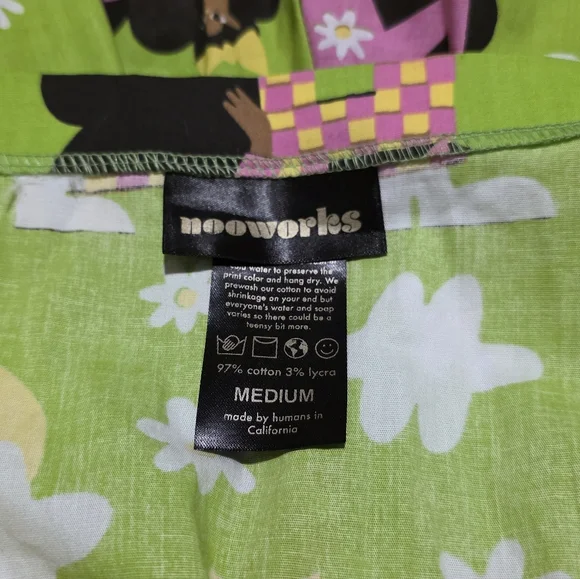 nooworks
cold water to preserve the
print color and hang dry. We
prewash our cotton to avoid
shrinkage on your end but
everyone's water and soap
varies so there could be a
teensy bit more.
97% cotton 3% lycra
MEDIUM
made by humans in
California